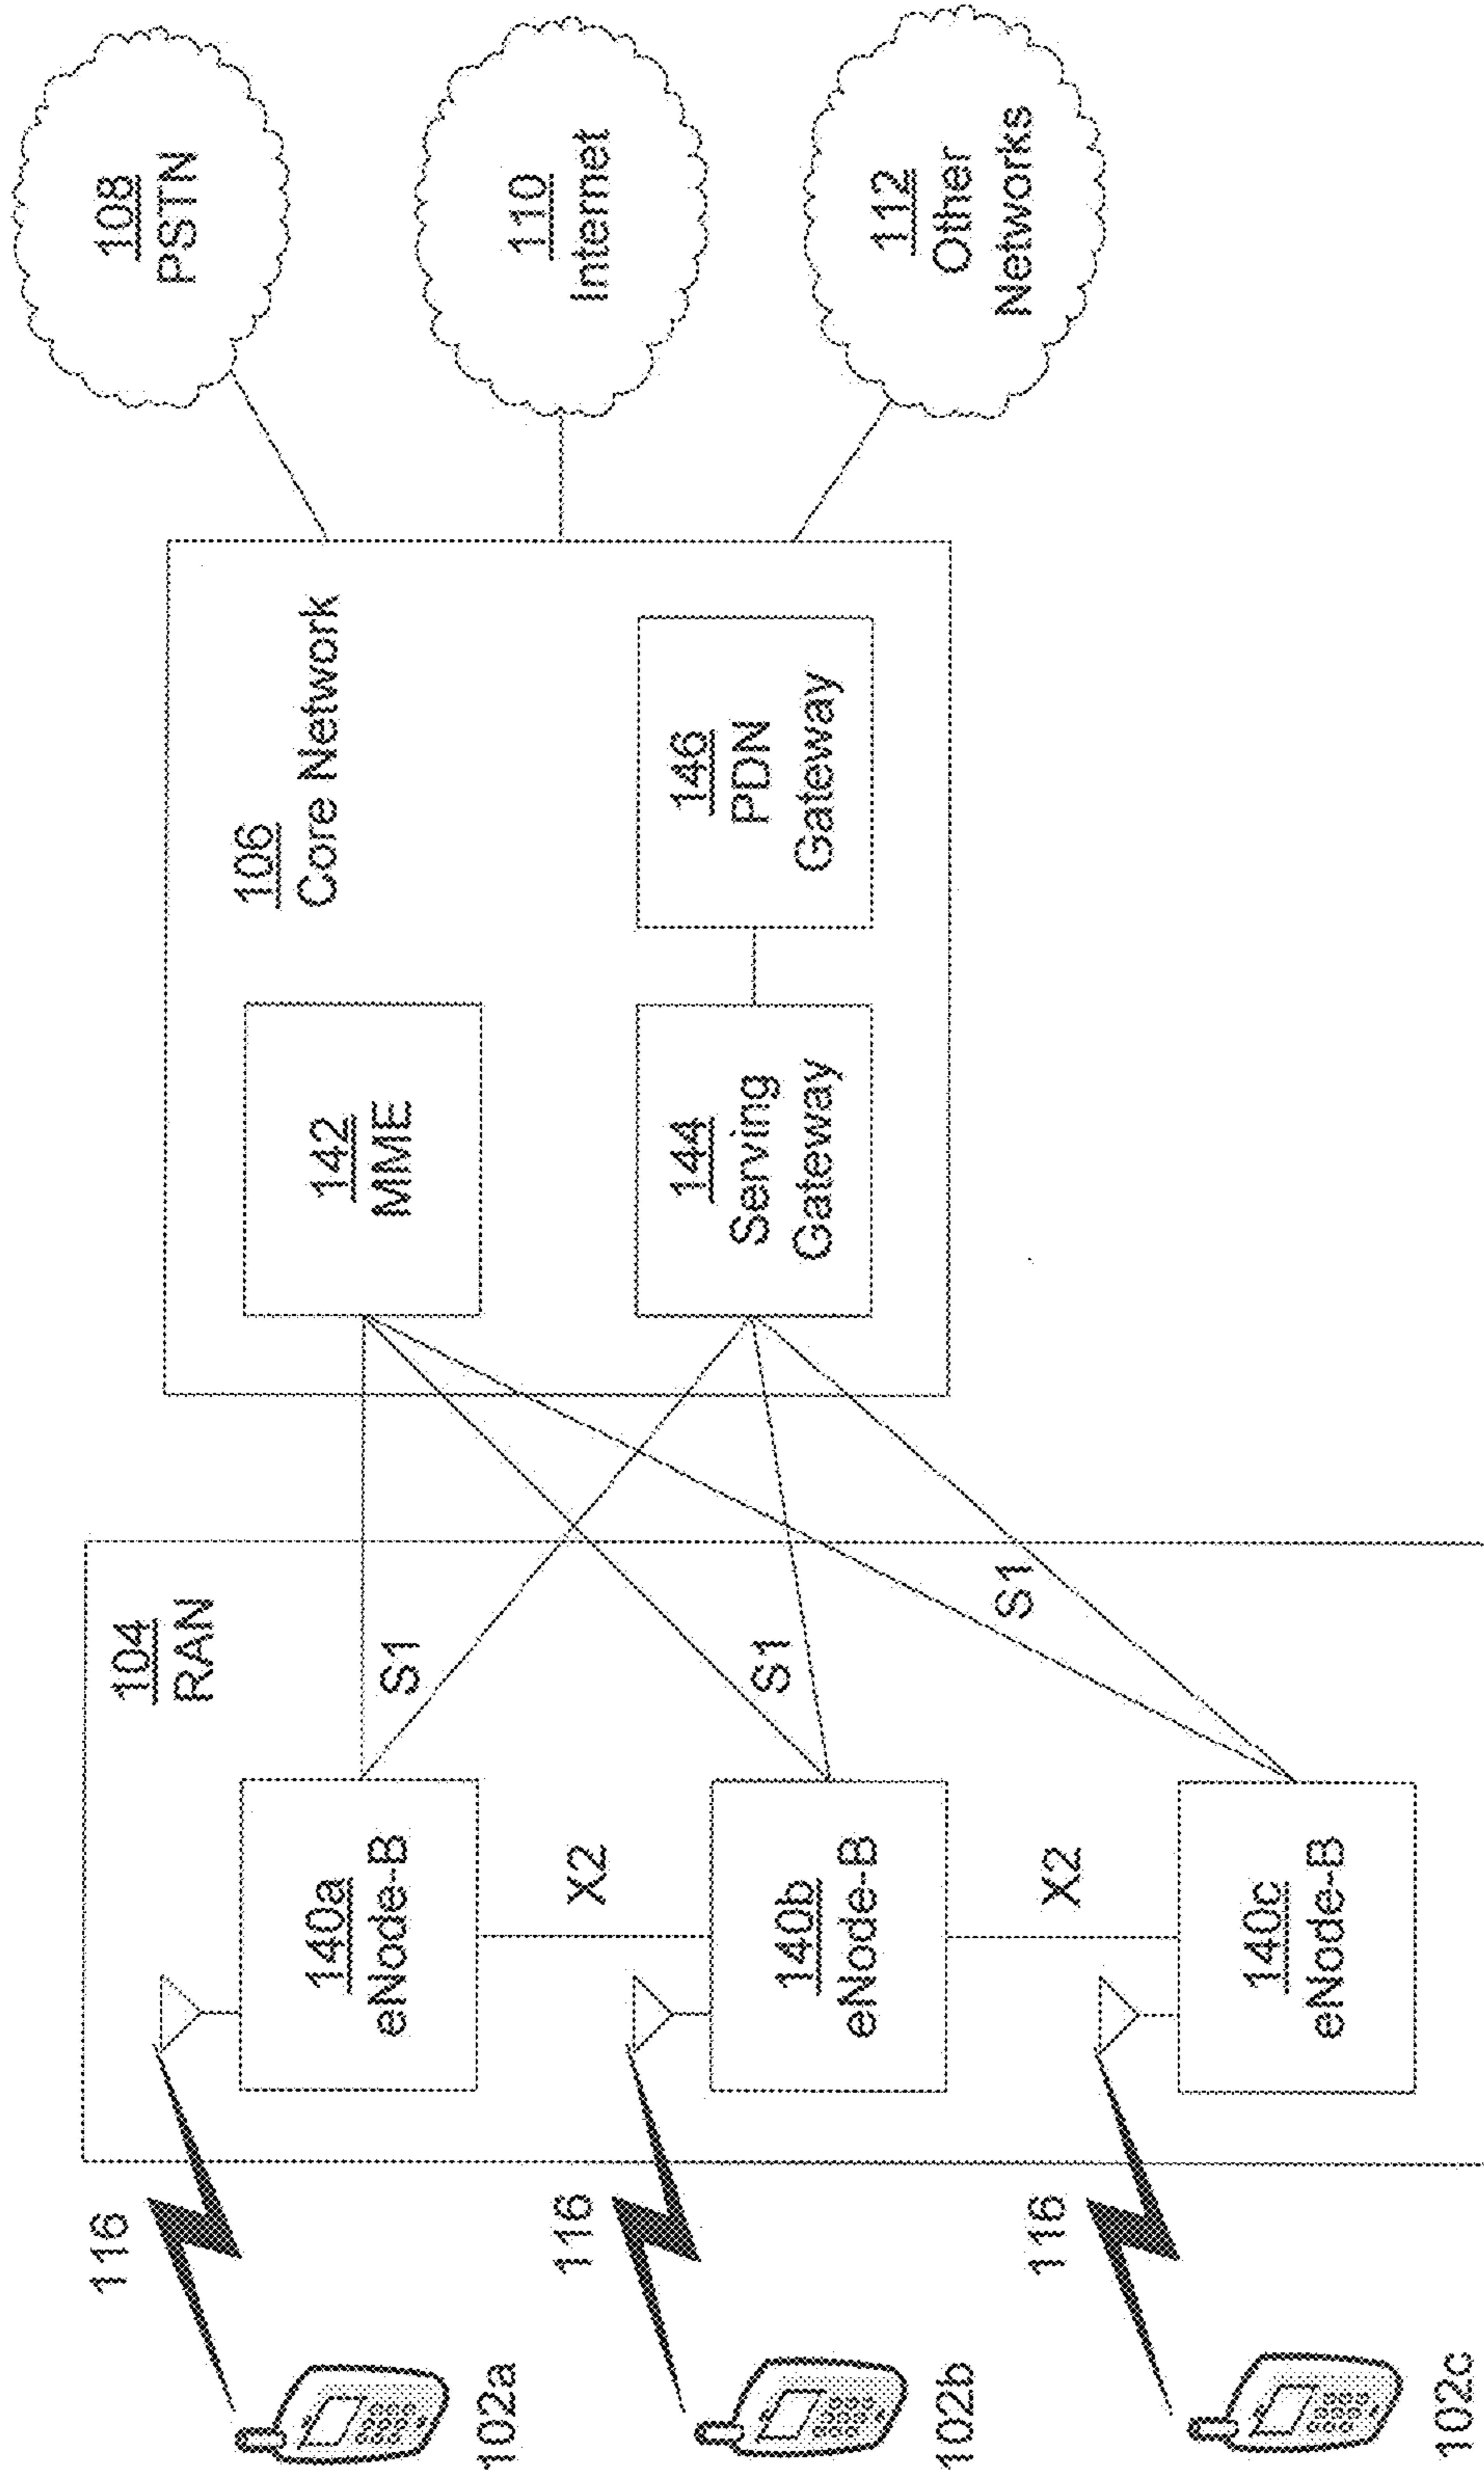 116
102a
116
102b
116
102c
104
RAN
140a
eNode-B
X2
140b
eNode-B
X2
140c
eNode-B
S1
S1
S1
106
Core Network
142
MME
144
Serving
Gateway
146
PDN
Gateway
108
PSTN
110
Internet
112
Other
Networks